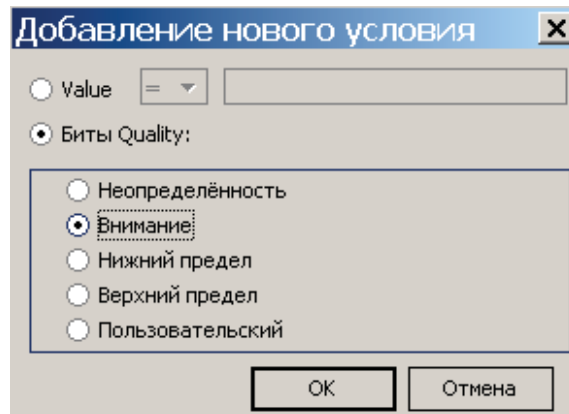 Добавление нового условия
Value =
Биты Quality:
Неопределённость
Внимание
Нижний предел
Верхний предел
Пользовательский
OK Отмена